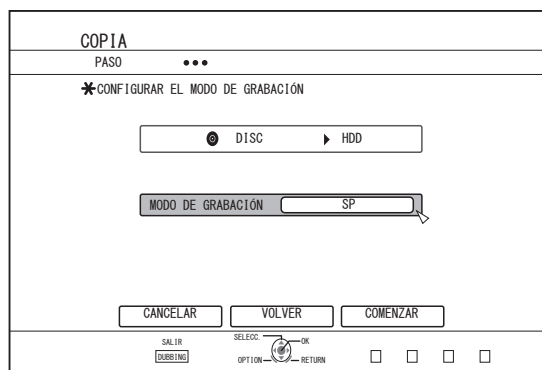 COPIA
PASO
CONFIGURAR EL MODO DE GRABACIÓN
DISC HDD
MODO DE GRABACIÓN SP
CANCELAR VOLVER COMENZAR
SALIR
DUBBING
SELECC.
OK
OPTION
RETURN